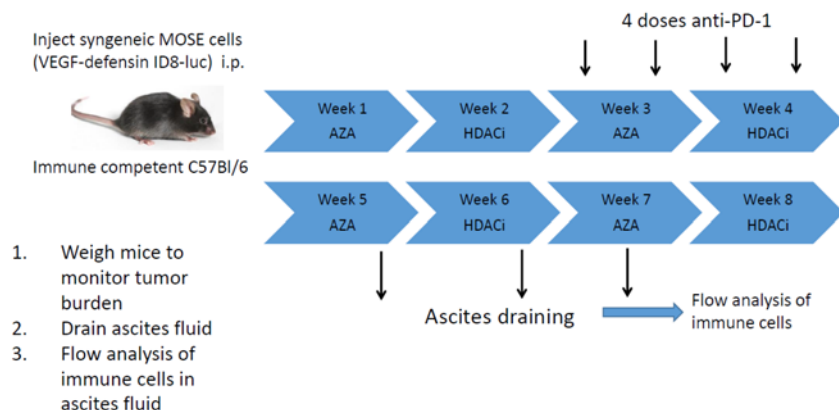 4 doses anti-PD-1
Inject syngeneic MOSE cells
(VEGF-defensin ID8-luc) i.p.
Immune competent C57Bl/6
Week 1
AZA
Week 2
HDACi
Week 3
AZA
Week 4
HDACi
Week 5
AZA
Week 6
HDACi
Week 7
AZA
Week 8
HDACi
1. Weigh mice to
monitor tumor
burden
2. Drain ascites fluid
3. Flow analysis of
immune cells in
ascites fluid
Ascites draining
Flow analysis of
immune cells